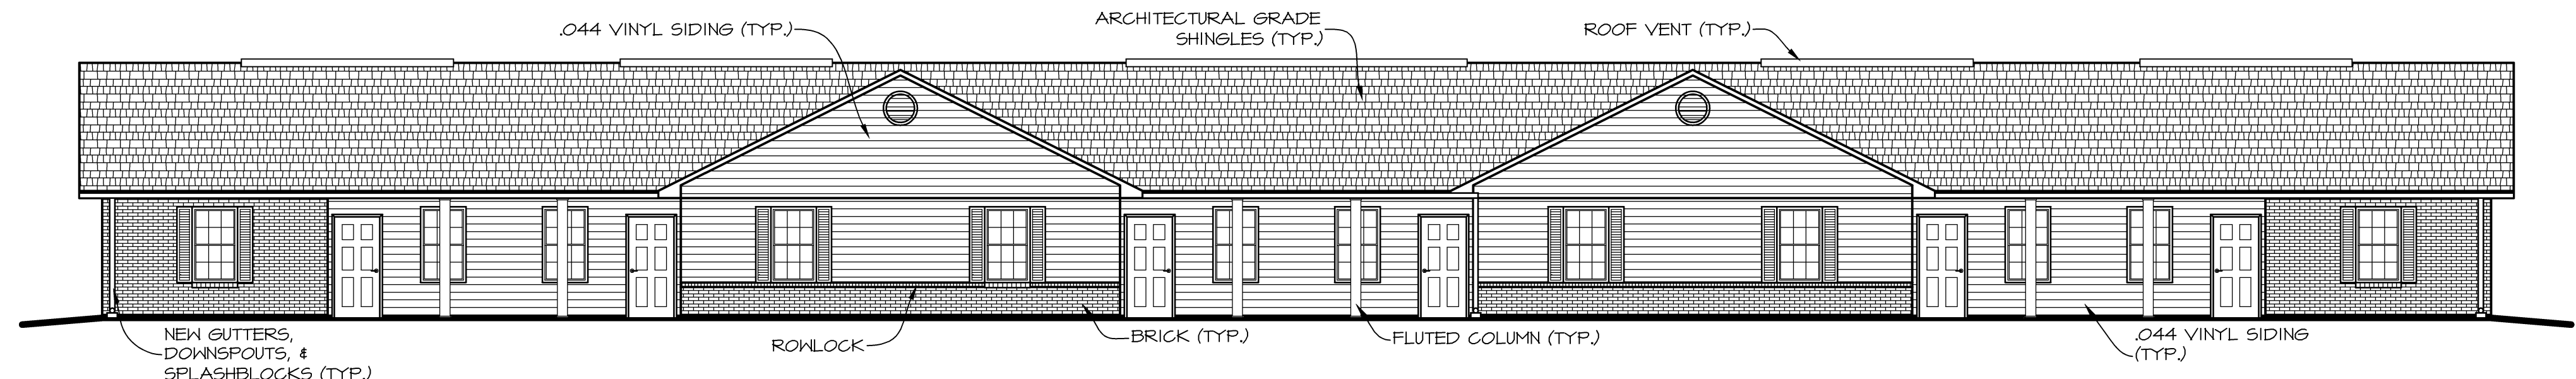 .044 VINYL SIDING (TYP.)
ARCHITECTURAL GRADE
SHINGLES (TYP.)
ROOF VENT (TYP.)
NEW GUTTERS,
DOWNSPOUTS, &
SPLASHBLOCKS (TYP.)
ROWLOCK
BRICK (TYP.)
FLUTED COLUMN (TYP.)
.044 VINYL SIDING
(TYP.)